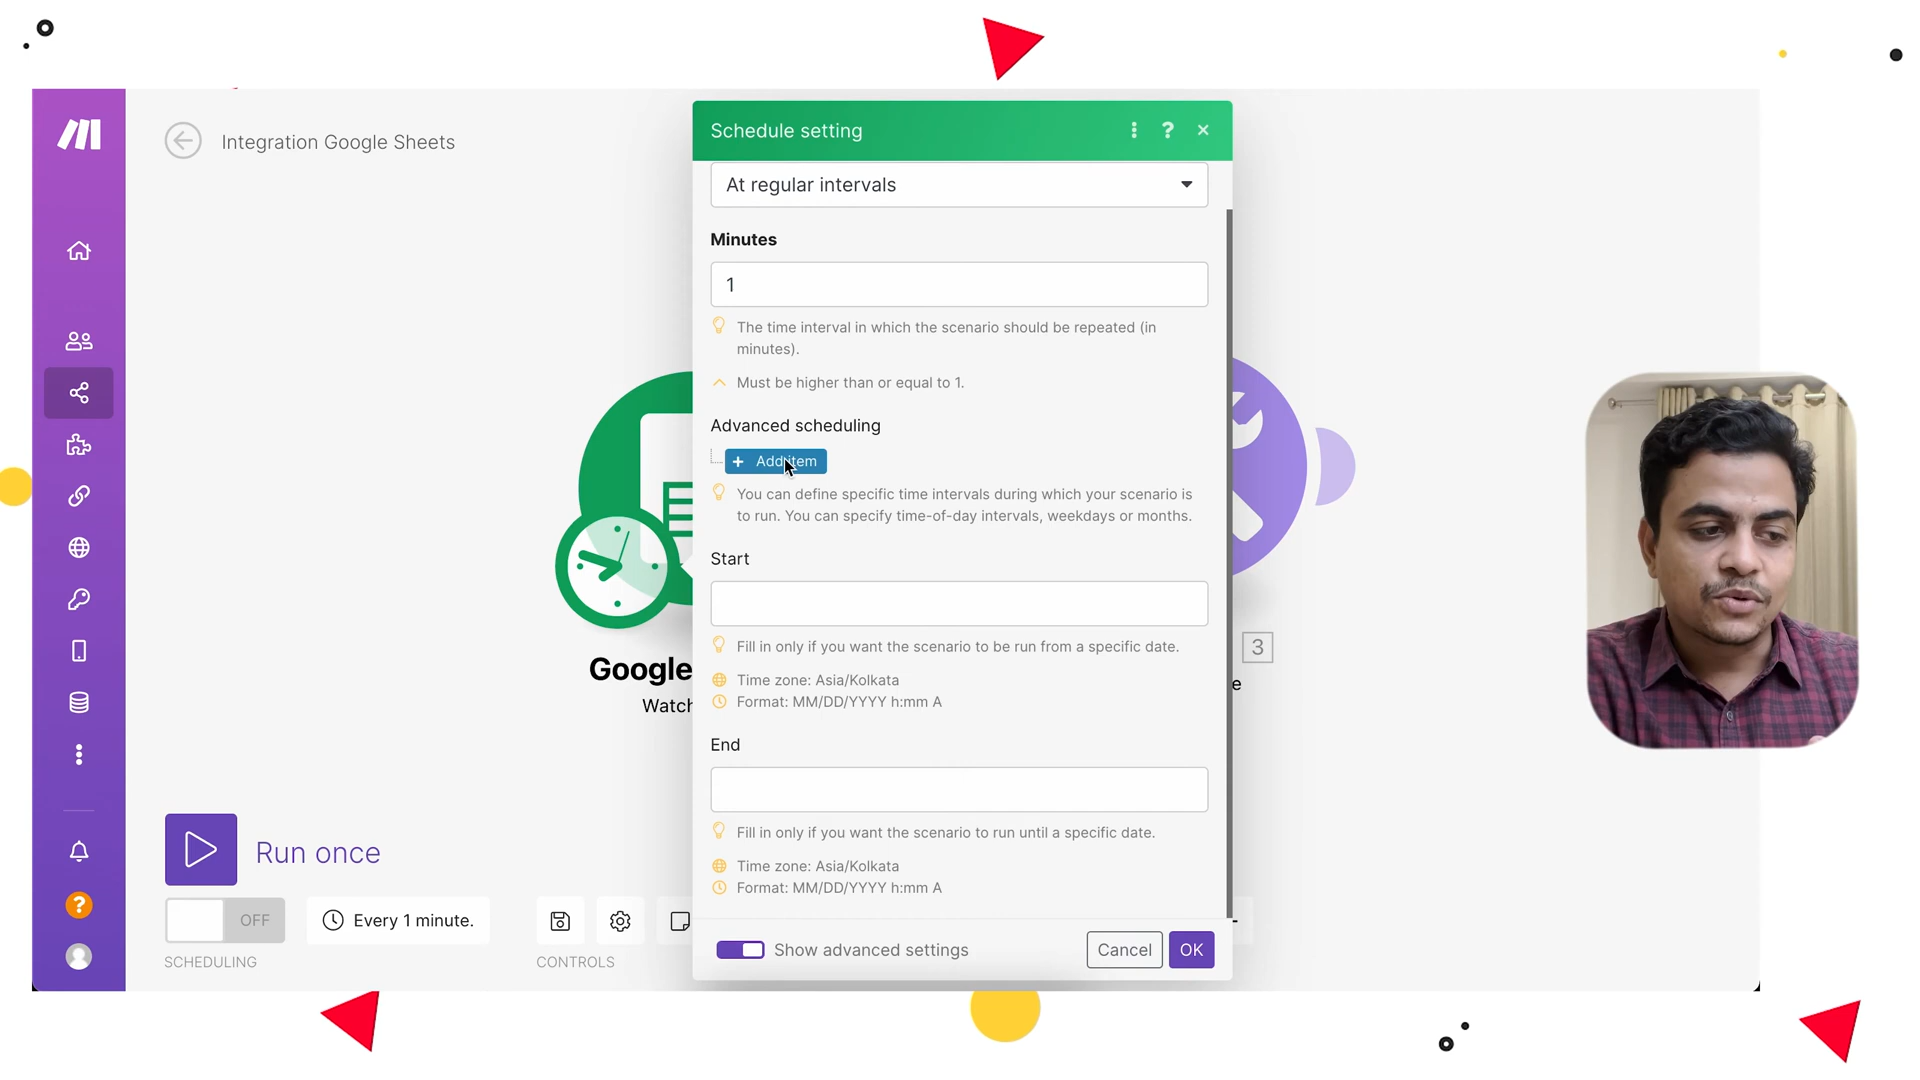 Integration Google Sheets
Schedule setting
?
At regular intervals
Minutes
1
The time interval in which the scenario should be repeated (in
minutes).
Must be higher than or equal to 1.
Advanced scheduling
+ Add item
You can define specific time intervals during which your scenario is
to run. You can specify time-of-day intervals, weekdays or months.
Start
Fill in only if you want the scenario to be run from a specific date.
Time zone: Asia/Kolkata
Format: MM/DD/YYYY h:mm A
End
Fill in only if you want the scenario to run until a specific date.
Time zone: Asia/Kolkata
Format: MM/DD/YYYY h:mm A
Show advanced settings
Cancel
OK
Google
Watch
3
e
Run once
OFF
Every 1 minute.
SCHEDULING
CONTROLS
?